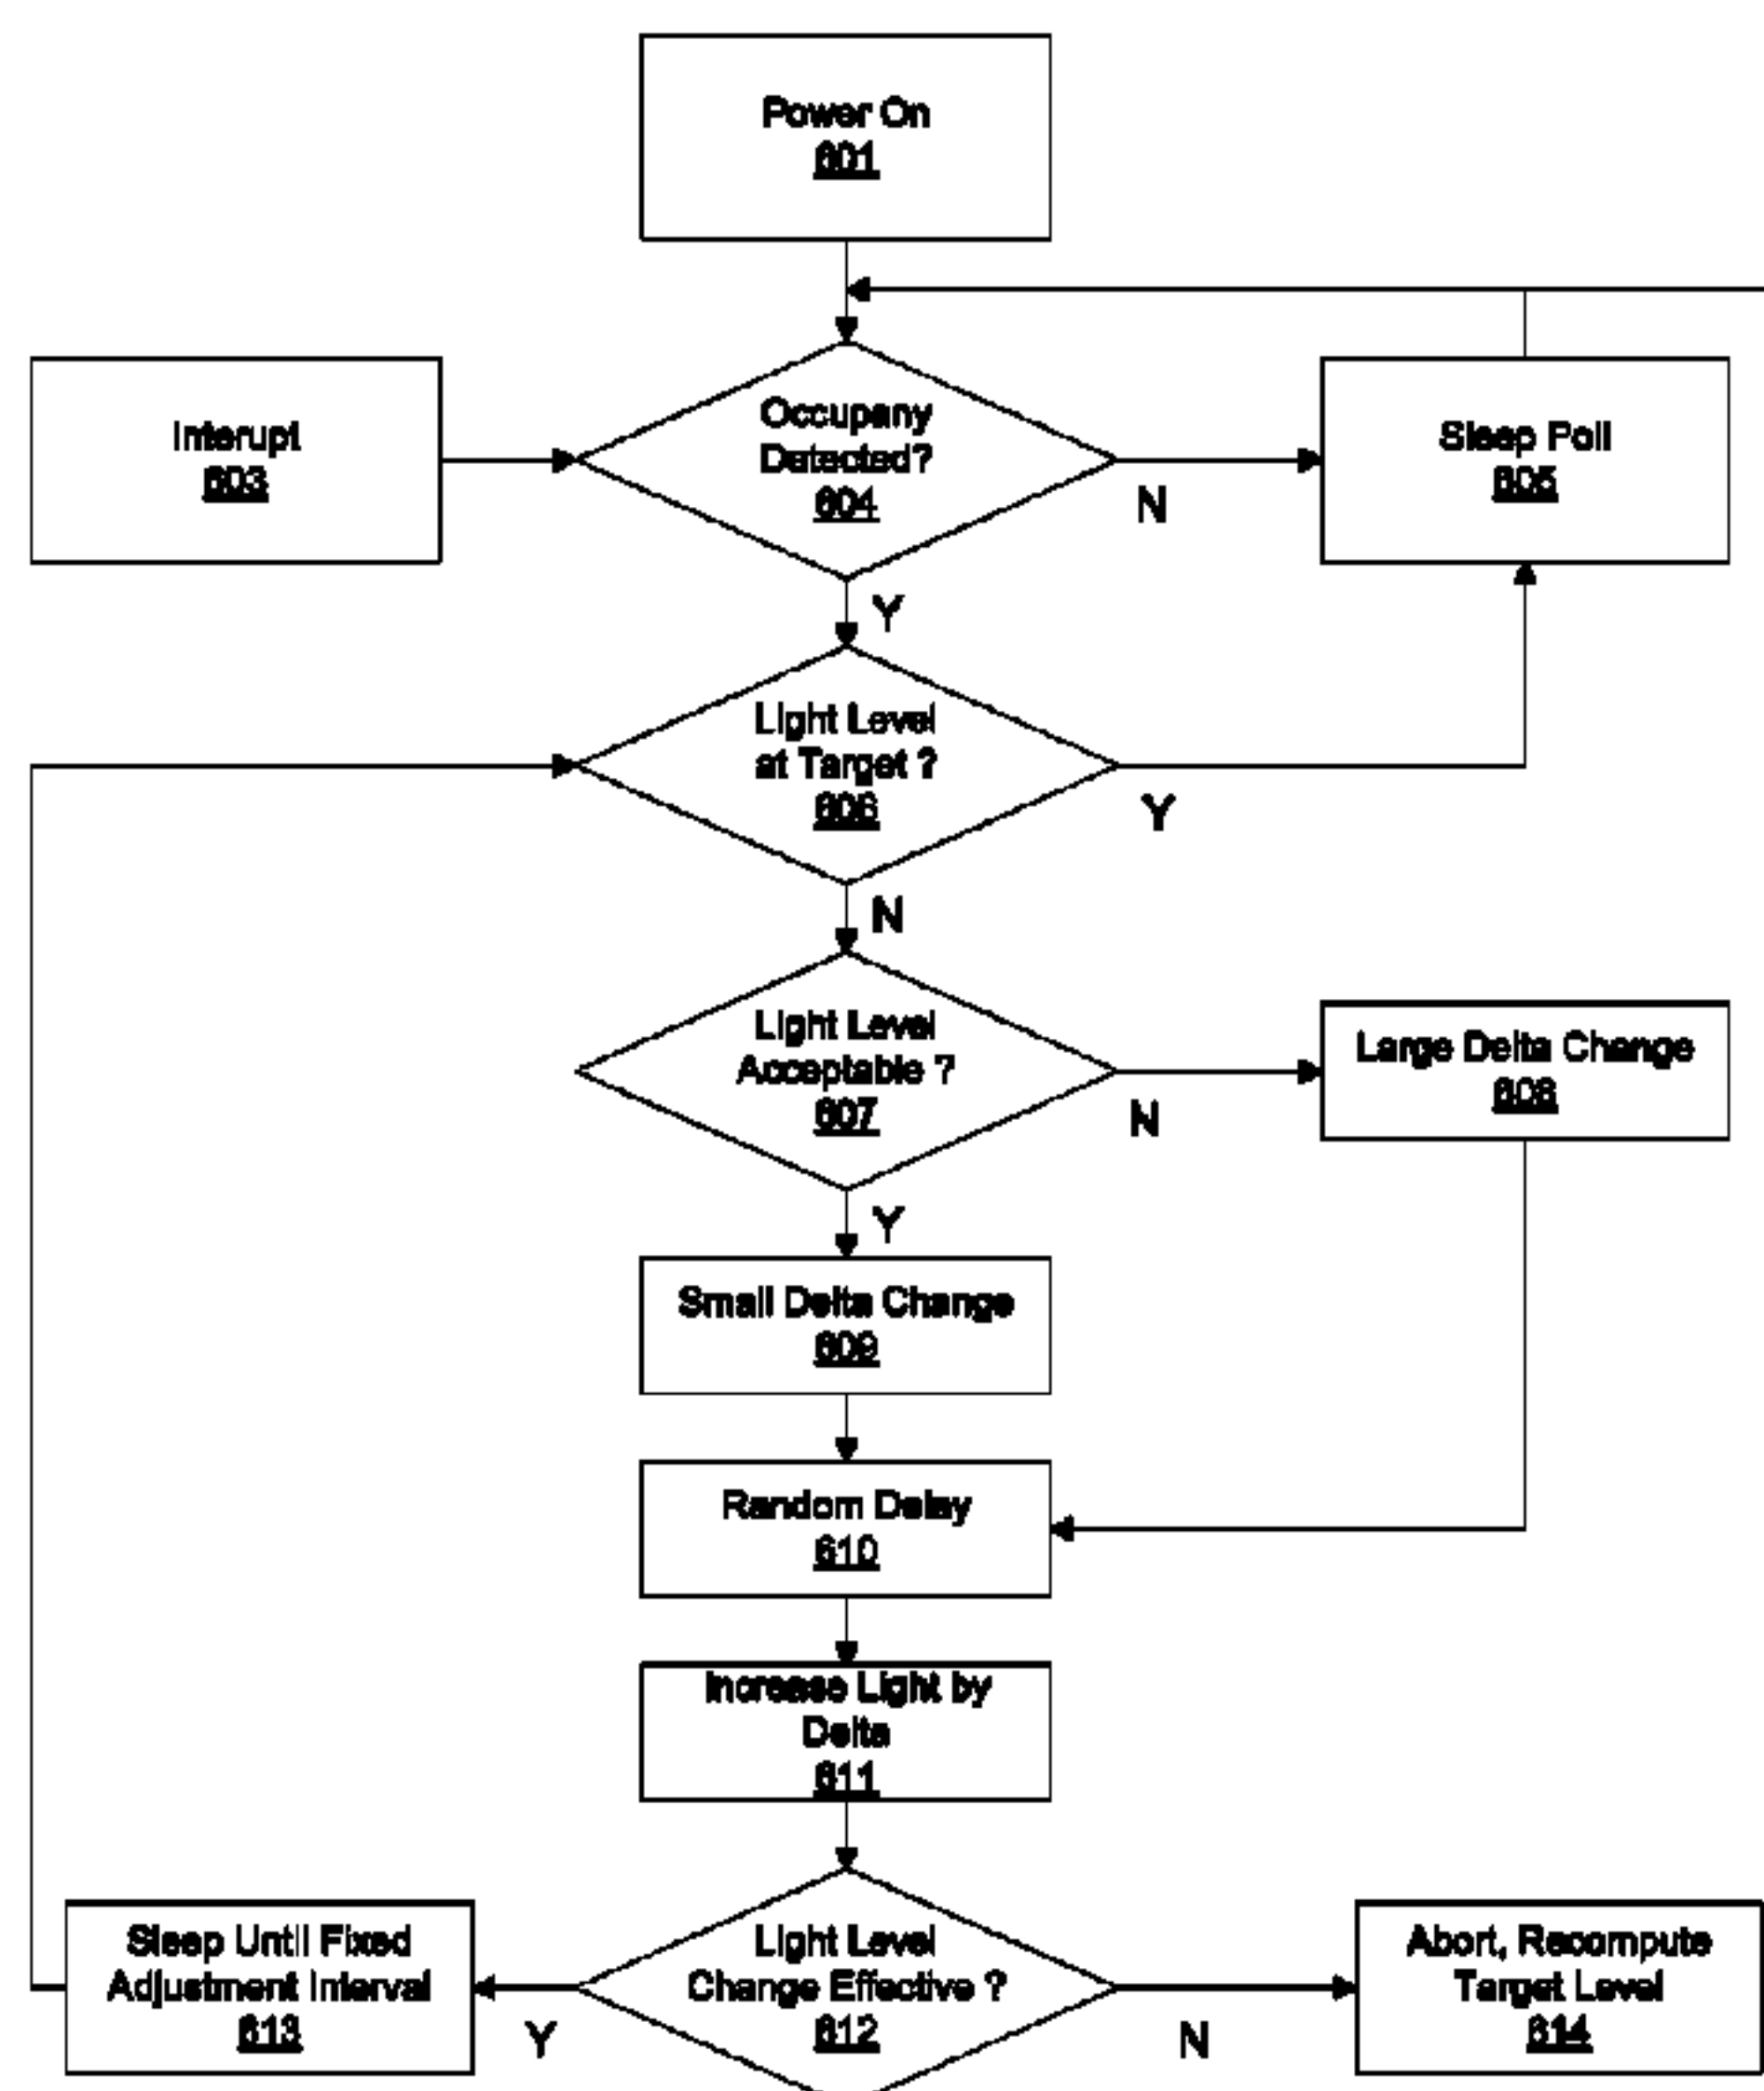 Power On
601
Interupt
603
Occupany
Detected?
604
N
Sleep Poll
605
Y
Light Level
at Target ?
606
Y
N
Light Level
Acceptable ?
607
N
Large Delta Change
608
Y
Small Delta Change
609
Random Delay
610
Increase Light by
Delta
611
Sleep Until Fixed
Adjustment Interval
613
Y
Light Level
Change Effective ?
612
N
Abort, Recompute
Target Level
614